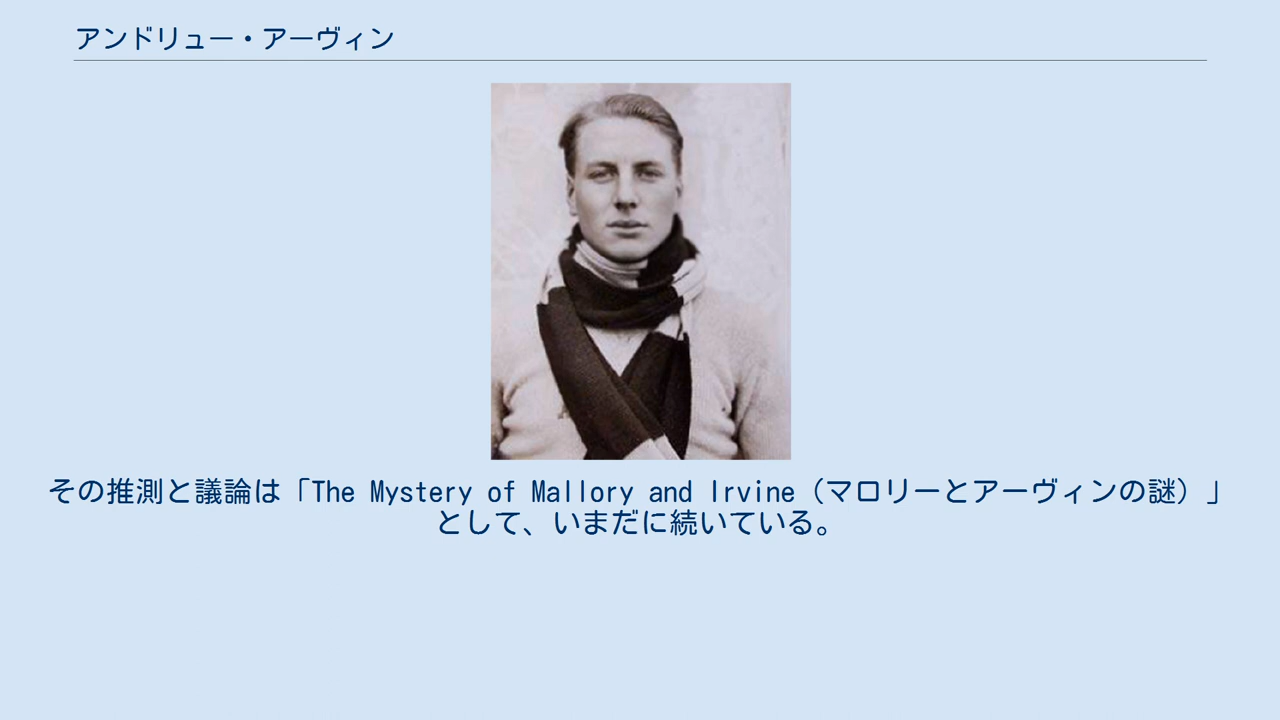 アンドリュー・アーヴィン
その推測と議論は「The Mystery of Mallory and Irvine（マロリーとアーヴィンの謎）」
として、いまだに続いている。